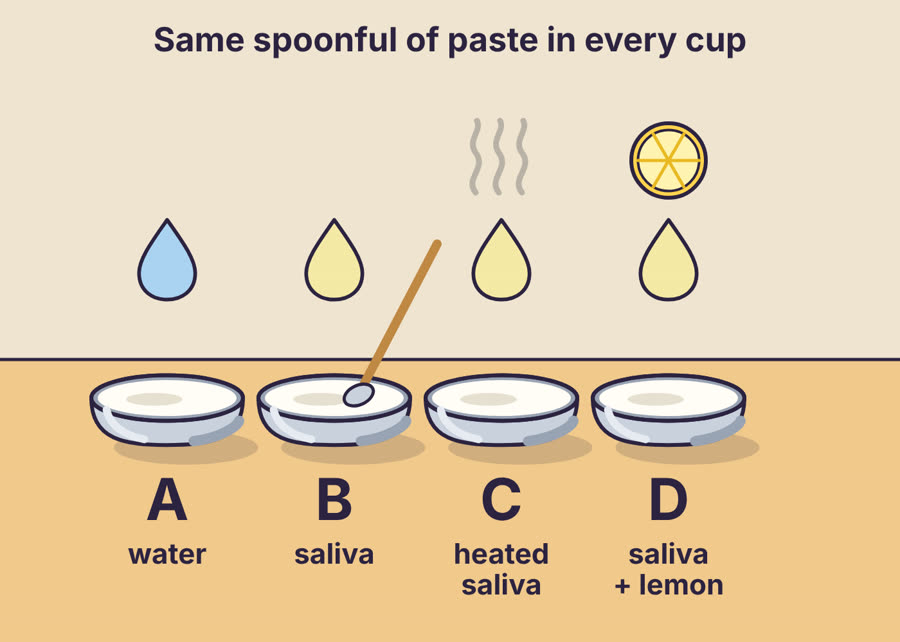 Same spoonful of paste in every cup
A
B
C
D
water
saliva
heated
saliva
saliva
+ lemon